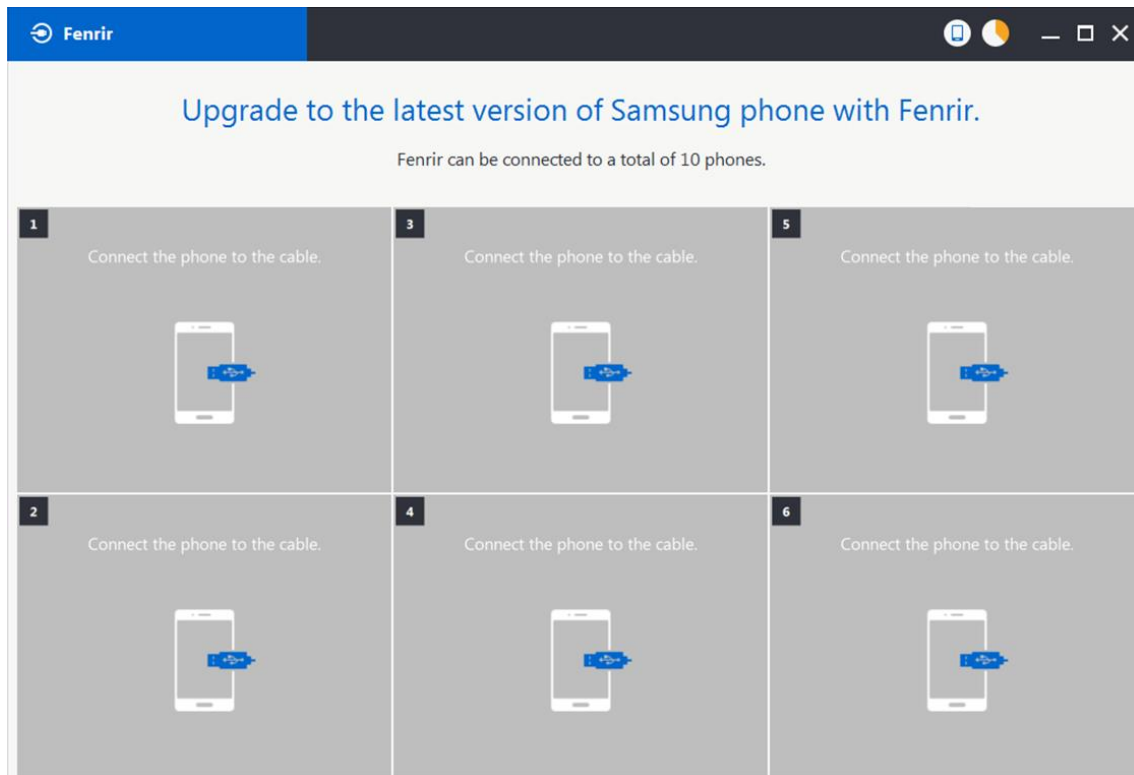 Fenrir
Upgrade to the latest version of Samsung phone with Fenrir.
Fenrir can be connected to a total of 10 phones.
1
Connect the phone to the cable.
3
Connect the phone to the cable.
5
Connect the phone to the cable.
2
Connect the phone to the cable.
4
Connect the phone to the cable.
6
Connect the phone to the cable.